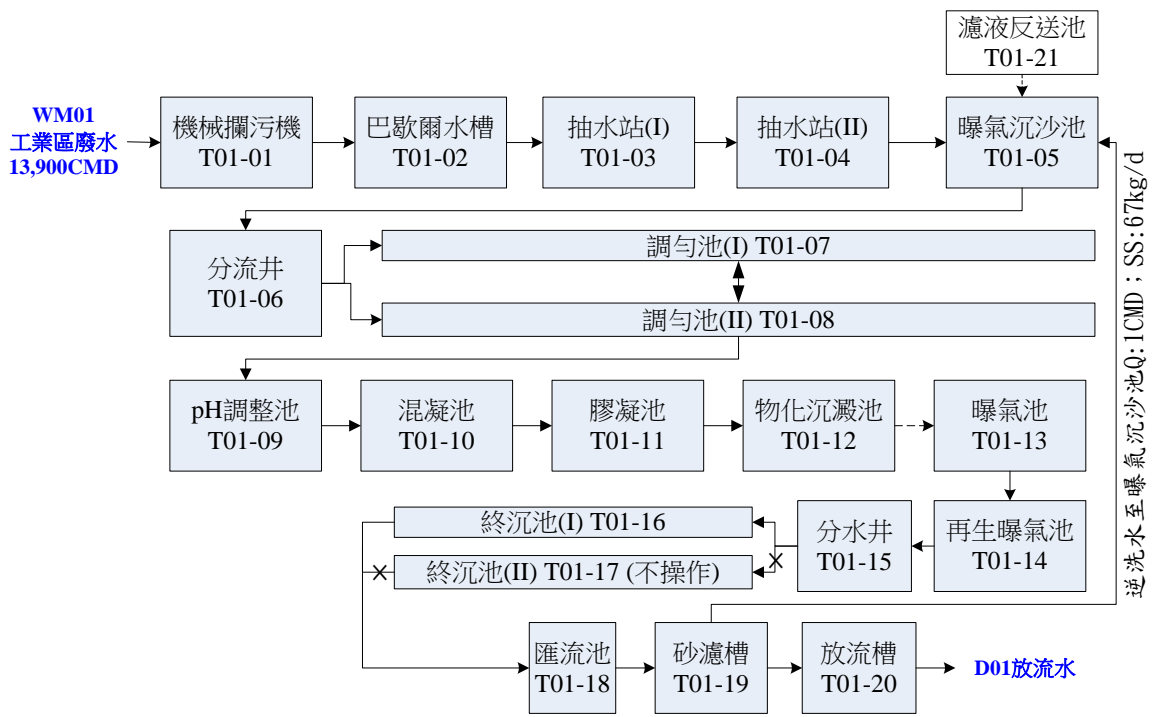 濾液反送池
T01-21
WM01
工業區廢水
13,900CMD
機械攔污機
T01-01
巴歇爾水槽
T01-02
抽水站(I)
T01-03
抽水站(II)
T01-04
曝氣沉沙池
T01-05
分流井
T01-06
調勻池(I) T01-07
調勻池(II) T01-08
逆洗水至曝氣沉沙池Q:1CMD；SS:67kg/d
pH調整池
T01-09
混凝池
T01-10
膠凝池
T01-11
物化沉澱池
T01-12
曝氣池
T01-13
終沉池(I) T01-16
終沉池(II) T01-17 (不操作)
分水井
T01-15
再生曝氣池
T01-14
匯流池
T01-18
砂濾槽
T01-19
放流槽
T01-20
D01放流水